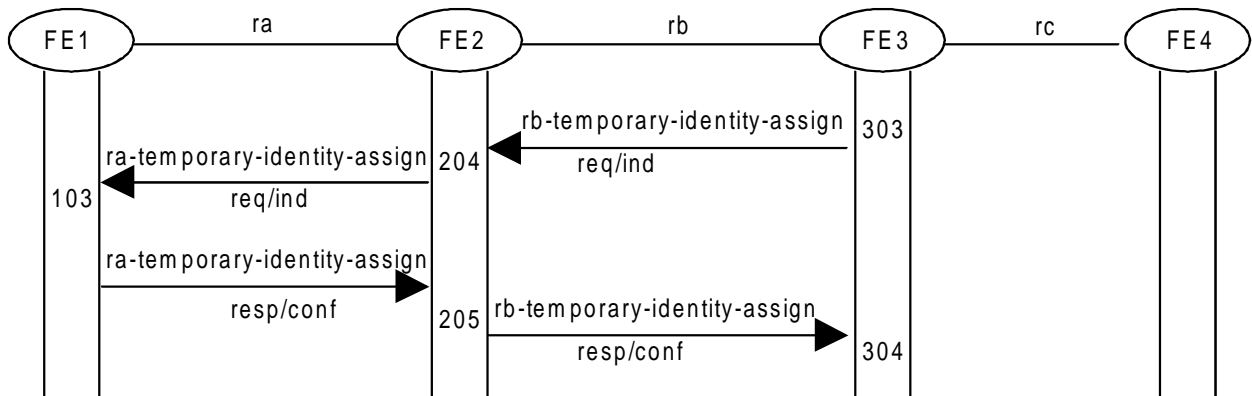 FE1 ra FE2 rb FE3 rc FE4
rb-temporary-identity-assign 303
ra-temporary-identity-assign 204 req/ind
103 req/ind
ra-temporary-identity-assign
resp/conf 205 rb-temporary-identity-assign
resp/conf 304